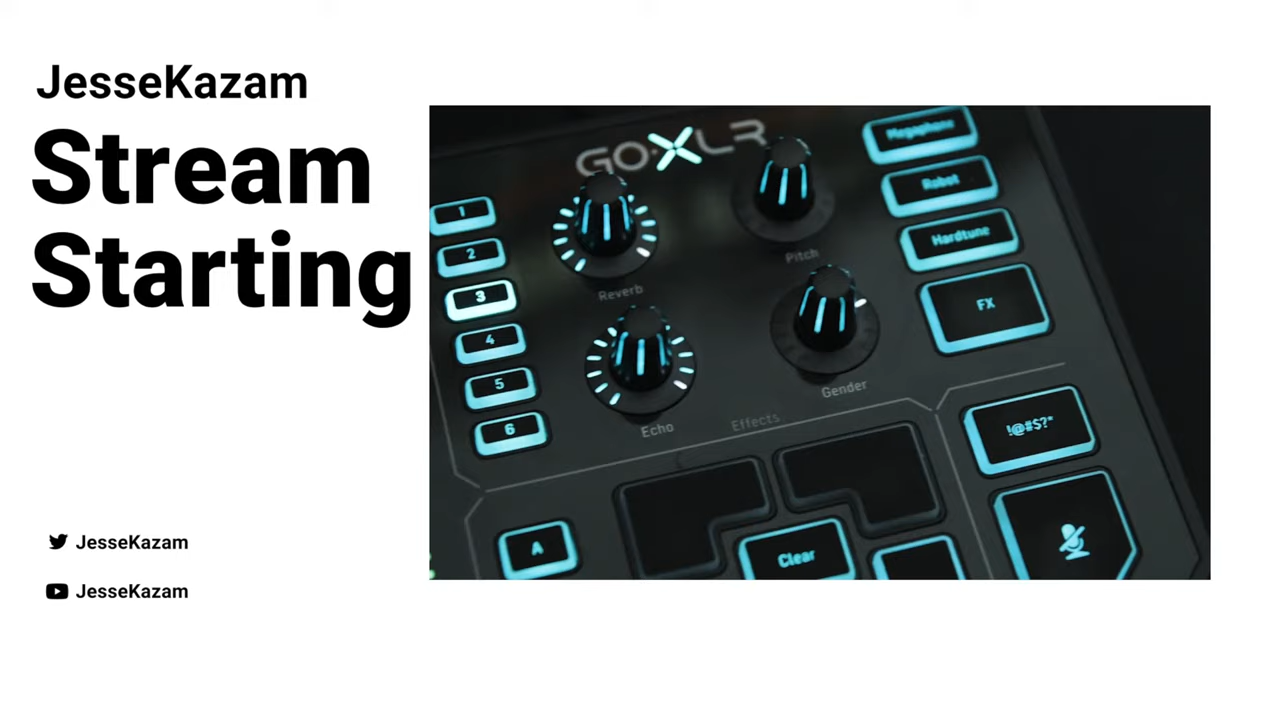 JesseKazam
Stream
Starting
JesseKazam
JesseKazam
GO XLR
1
2
3
4
5
6
Reverb
Pitch
Echo
Gender
Effects
Megaphone
Robot
Hardtune
FX
!@#$?*
A
Clear